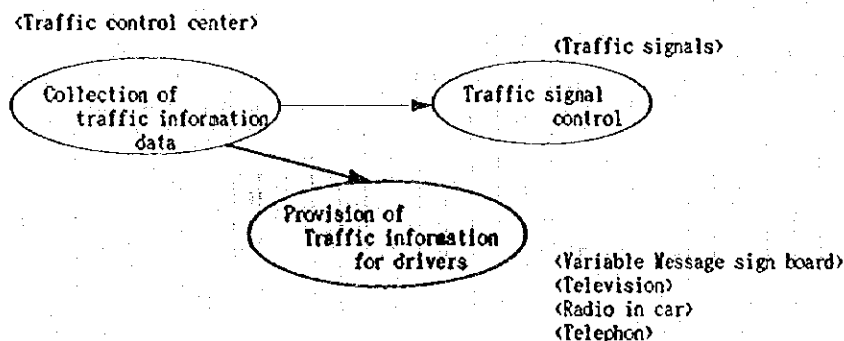 <Traffic control center>
<Traffic signals>
Collection of
traffic information
data
Traffic signal
control
Provision of
Traffic information
for drivers
<Variable Message sign board>
<Television>
<Radio in car>
<Telephon>